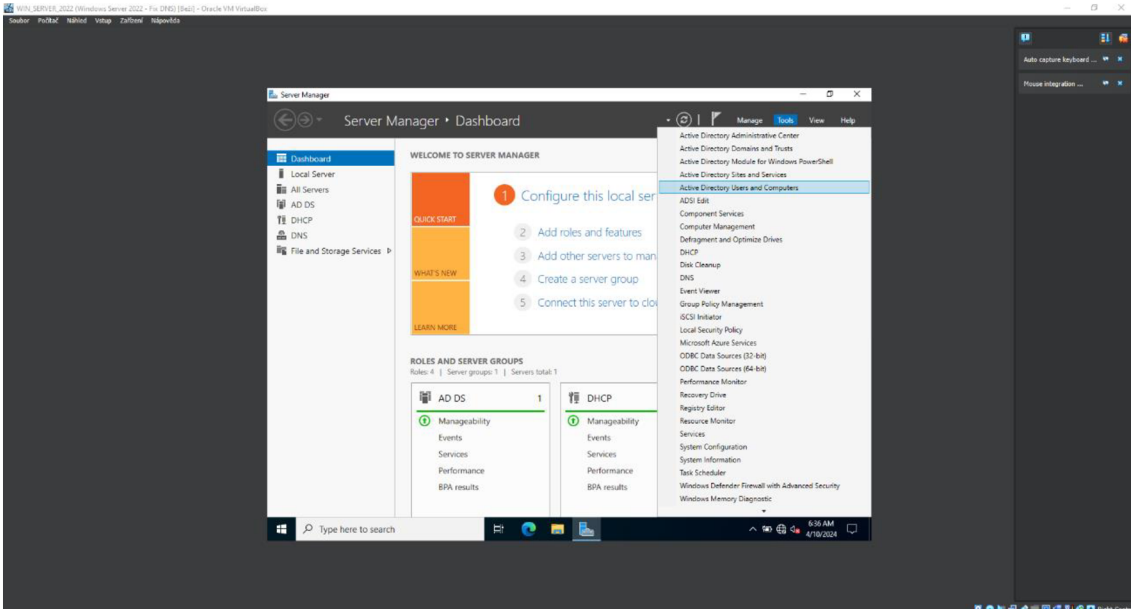 WIN_SERVER_2022 (Windows Server 2022 - Fix DNS) [Běží] - Oracle VM VirtualBox
Soubor Počítač Náhled Vstup Zařízení Nápověda
Auto capture keyboard ...
Mouse integration ...
Server Manager
Server Manager • Dashboard
Manage Tools View Help
Dashboard
Local Server
All Servers
AD DS
DHCP
DNS
File and Storage Services
WELCOME TO SERVER MANAGER
QUICK START
WHAT'S NEW
LEARN MORE
1 Configure this local ser
2 Add roles and features
3 Add other servers to man
4 Create a server group
5 Connect this server to clo
ROLES AND SERVER GROUPS
Roles: 4 | Server groups: 1 | Servers total: 1
AD DS 1
Manageability
Events
Services
Performance
BPA results
DHCP
Manageability
Events
Services
Performance
BPA results
Active Directory Administrative Center
Active Directory Domains and Trusts
Active Directory Module for Windows PowerShell
Active Directory Sites and Services
Active Directory Users and Computers
ADSI Edit
Component Services
Computer Management
Defragment and Optimize Drives
DHCP
Disk Cleanup
DNS
Event Viewer
Group Policy Management
iSCSI Initiator
Local Security Policy
Microsoft Azure Services
ODBC Data Sources (32-bit)
ODBC Data Sources (64-bit)
Performance Monitor
Recovery Drive
Registry Editor
Resource Monitor
Services
System Configuration
System Information
Task Scheduler
Windows Defender Firewall with Advanced Security
Windows Memory Diagnostic
Type here to search
6:36 AM
4/10/2024